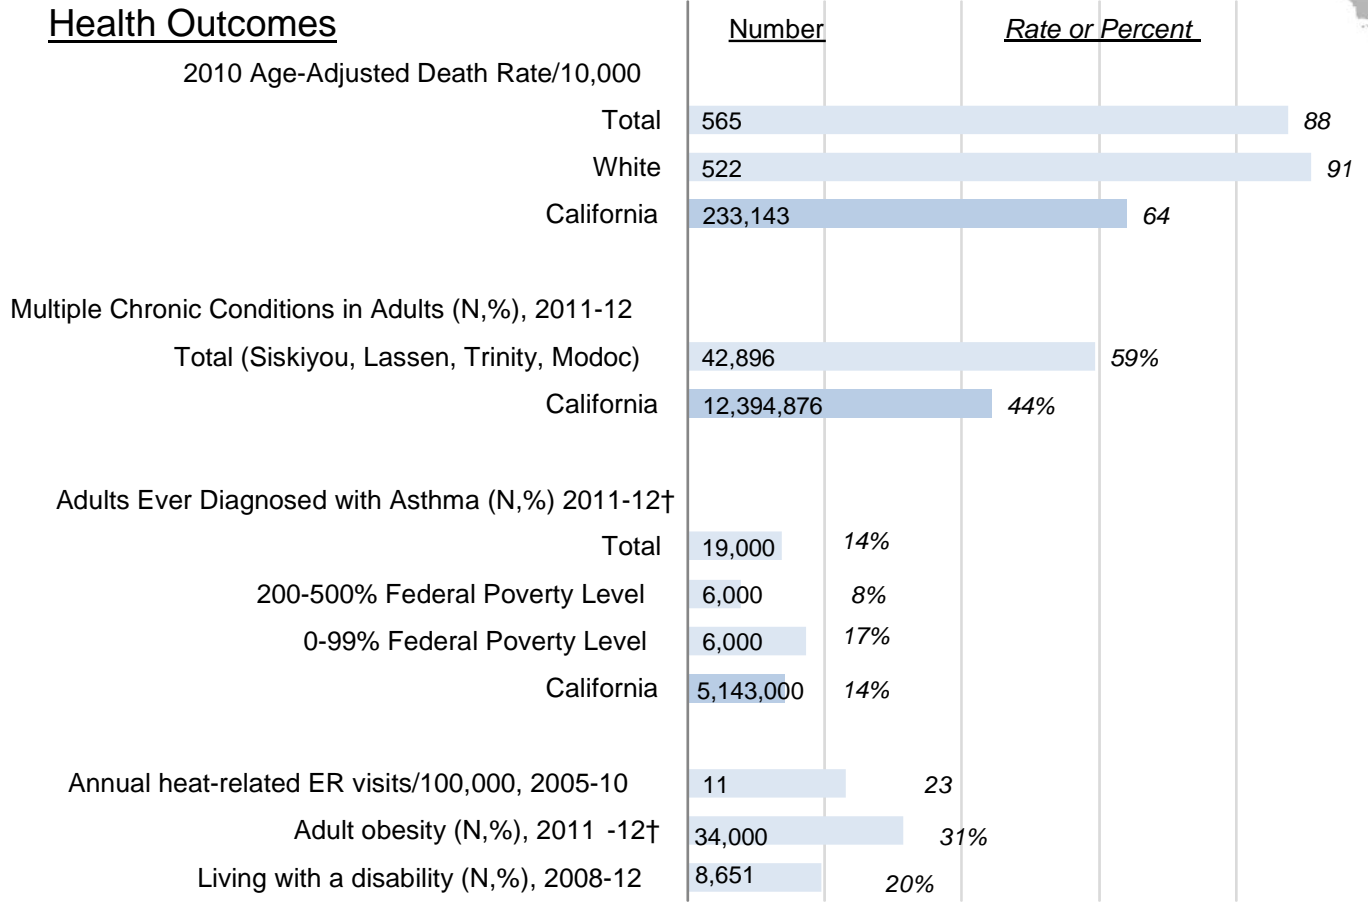 Health Outcomes Number Rate or Percent
2010 Age-Adjusted Death Rate/10,000
Total 565 88
White 522 91
California 233,143 64
Multiple Chronic Conditions in Adults (N,%), 2011-12
Total (Siskiyou, Lassen, Trinity, Modoc) 42,896 59%
California 12,394,876 44%
Adults Ever Diagnosed with Asthma (N,%) 2011-12†
Total 19,000 14%
200-500% Federal Poverty Level 6,000 8%
0-99% Federal Poverty Level 6,000 17%
California 5,143,000 14%
Annual heat-related ER visits/100,000, 2005-10 11 23
Adult obesity (N,%), 2011 -12† 34,000 31%
Living with a disability (N,%), 2008-12 8,651 20%